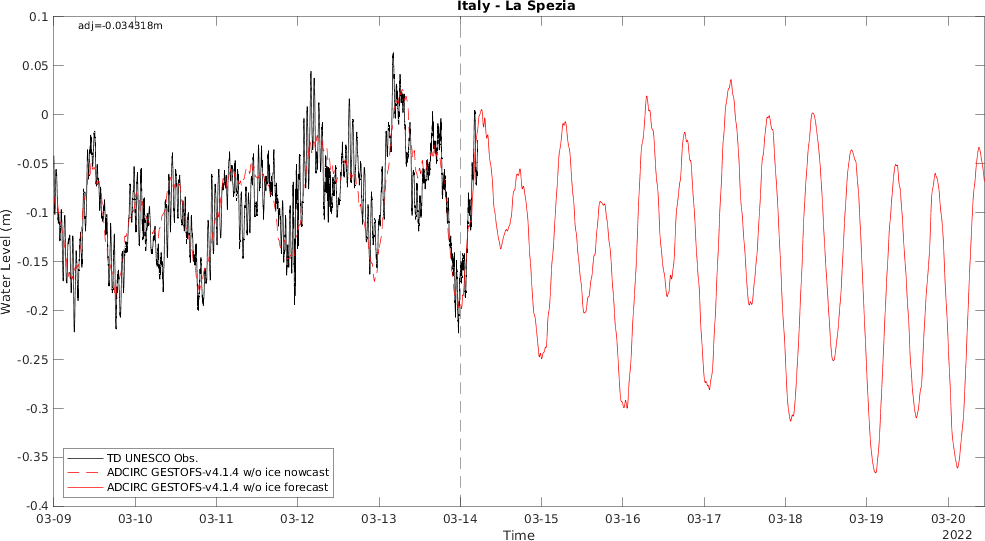 Italy - La Spezia
adj=-0.034318m
0.1
0.05
0
-0.05
-0.1
-0.15
-0.2
-0.25
-0.3
-0.35
-0.4
Water Level (m)
TD UNESCO Obs.
ADCIRC GESTOFS-v4.1.4 w/o ice nowcast
ADCIRC GESTOFS-v4.1.4 w/o ice forecast
03-09 03-10 03-11 03-12 03-13 03-14 03-15 03-16 03-17 03-18 03-19 03-20
Time
2022